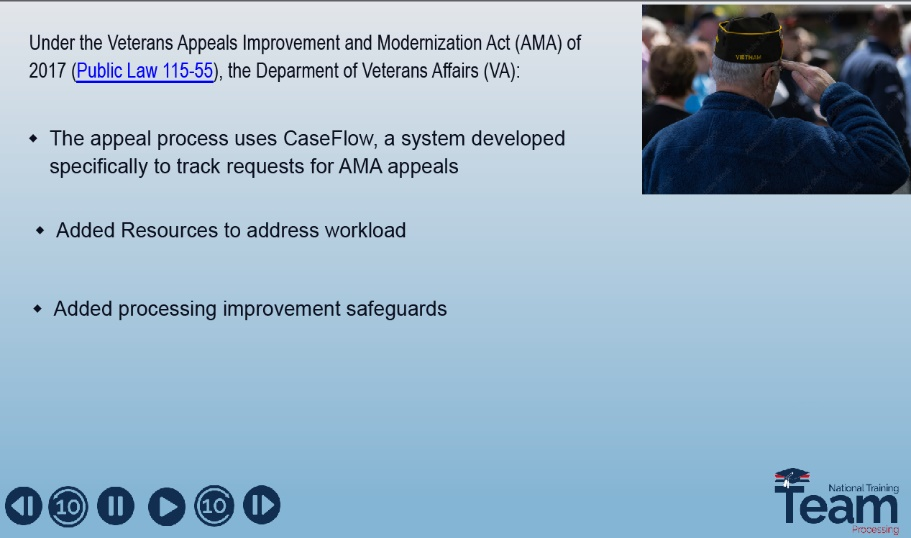 Under the Veterans Appeals Improvement and Modernization Act (AMA) of
2017 (Public Law 115-55), the Deparment of Veterans Affairs (VA):
The appeal process uses CaseFlow, a system developed
specifically to track requests for AMA appeals
Added Resources to address workload
Added processing improvement safeguards
VIETNAM
10
10
National Training
Team
Processing